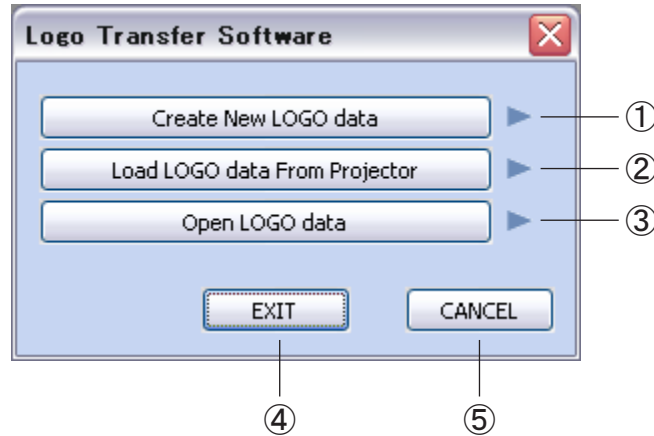 Logo Transfer Software
Create New LOGO data ①
Load LOGO data From Projector ②
Open LOGO data ③
EXIT CANCEL
④ ⑤